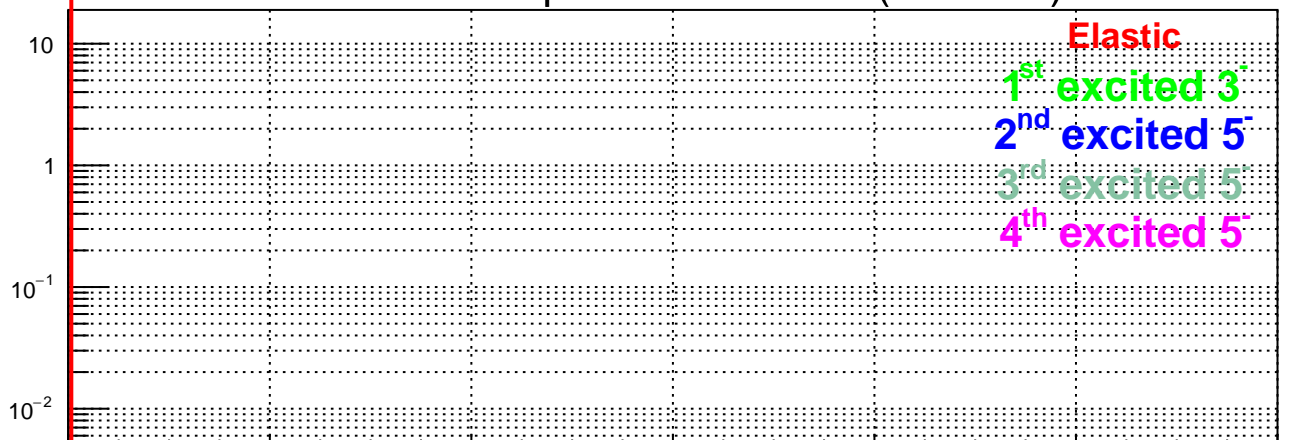 10
Elastic
1st excited 3-
2nd excited 5-
1
3rd excited 5-
4th excited 5-
10−1
10−2